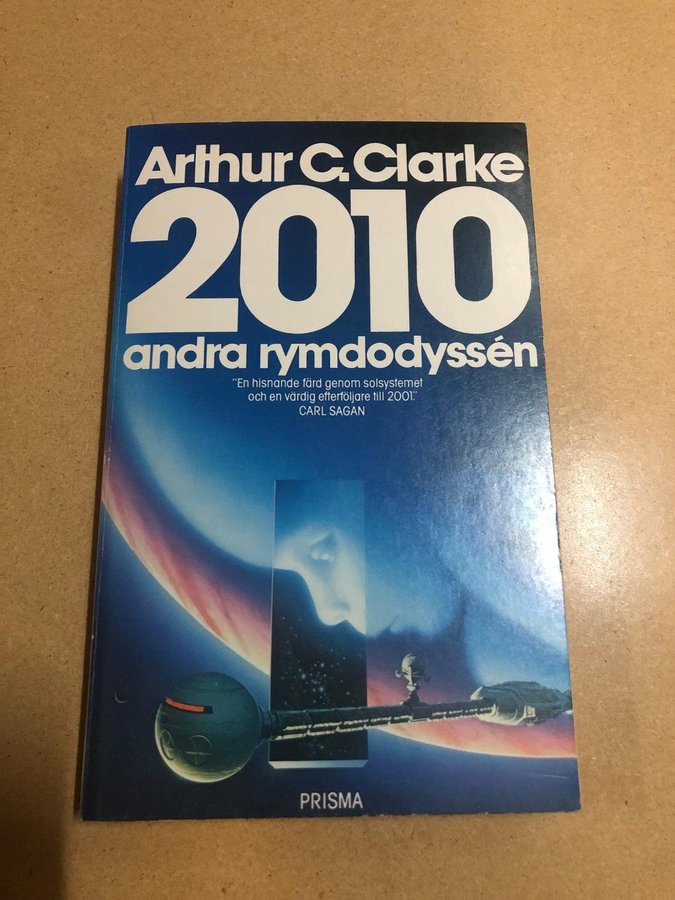 Arthur C. Clarke
2010
andra rymdodyssén
"En hisnande färd genom solsystemet
och en värdig efterföljare till 2001."
CARL SAGAN
PRISMA